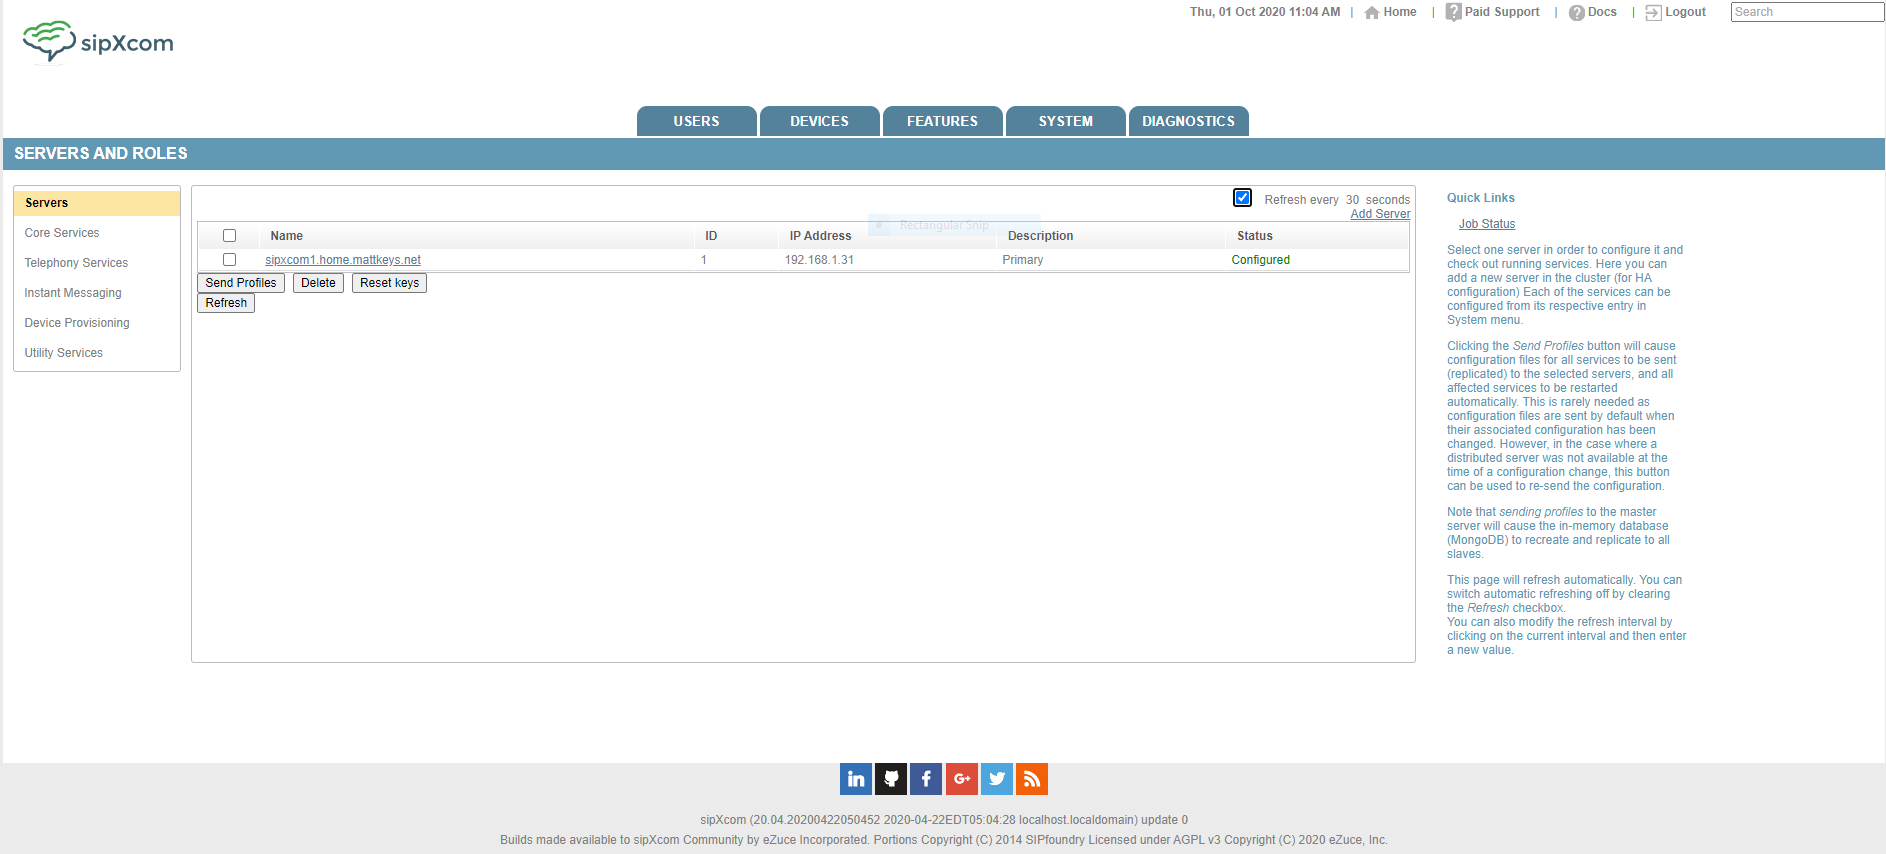 Thu, 01 Oct 2020 11:04 AM | Home | Paid Support | Docs | Logout Search
sipXcom
USERS DEVICES FEATURES SYSTEM DIAGNOSTICS
SERVERS AND ROLES
Servers
Core Services
Telephony Services
Instant Messaging
Device Provisioning
Utility Services
Refresh every 30 seconds
Add Server
Rectangular Snip
Name ID IP Address Description Status
sipxcom1.home.mattkeys.net 1 192.168.1.31 Primary Configured
Send Profiles Delete Reset keys
Refresh
Quick Links
Job Status
Select one server in order to configure it and
check out running services. Here you can
add a new server in the cluster (for HA
configuration) Each of the services can be
configured from its respective entry in
System menu.
Clicking the Send Profiles button will cause
configuration files for all services to be sent
(replicated) to the selected servers, and all
affected services to be restarted
automatically. This is rarely needed as
configuration files are sent by default when
their associated configuration has been
changed. However, in the case where a
distributed server was not available at the
time of a configuration change, this button
can be used to re-send the configuration.
Note that sending profiles to the master
server will cause the in-memory database
(MongoDB) to recreate and replicate to all
slaves.
This page will refresh automatically. You can
switch automatic refreshing off by clearing
the Refresh checkbox.
You can also modify the refresh interval by
clicking on the current interval and then enter
a new value.
in f G+
sipXcom (20.04.20200422050452 2020-04-22EDT05:04:28 localhost.localdomain) update 0
Builds made available to sipXcom Community by eZuce Incorporated. Portions Copyright (C) 2014 SIPfoundry Licensed under AGPL v3 Copyright (C) 2020 eZuce, Inc.